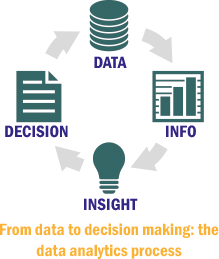 DATA
DECISION
INFO
INSIGHT
From data to decision making: the
data analytics process